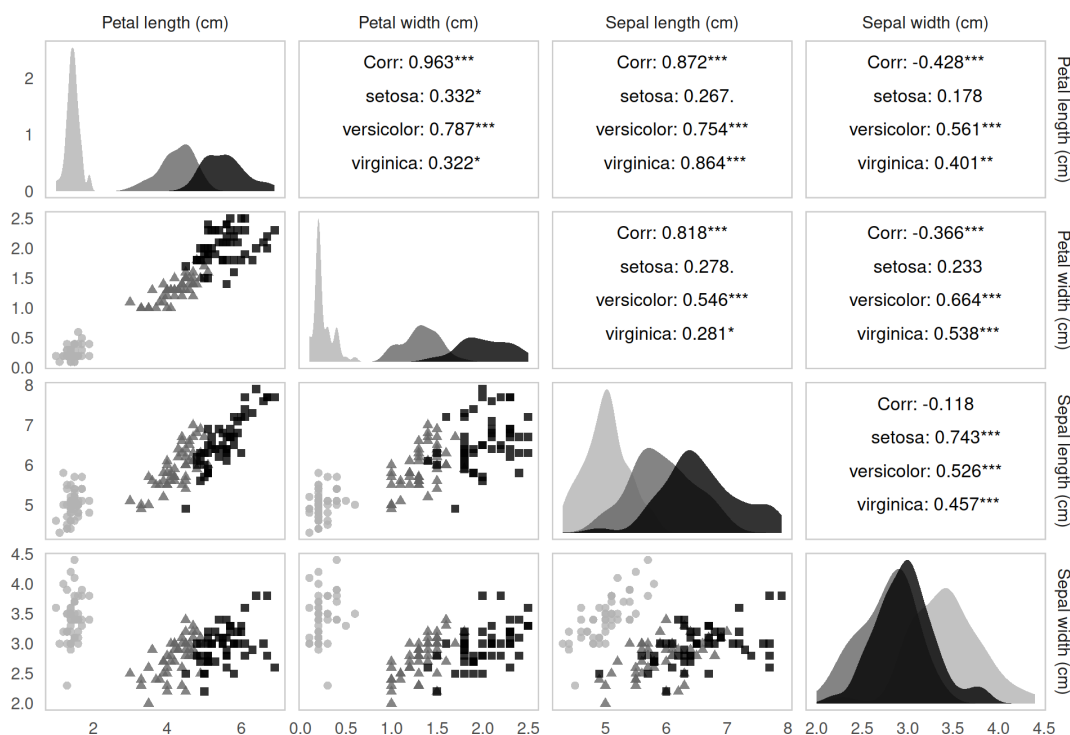 Petal length (cm) Petal width (cm) Sepal length (cm) Sepal width (cm)
2
1
0
Corr: 0.963***
setosa: 0.332*
versicolor: 0.787***
virginica: 0.322*
Corr: 0.872***
setosa: 0.267.
versicolor: 0.754***
virginica: 0.864***
Corr: -0.428***
setosa: 0.178
versicolor: 0.561***
virginica: 0.401**
Petal length (cm)
2.5
2.0
1.5
1.0
0.5
0.0
Corr: 0.818***
setosa: 0.278.
versicolor: 0.546***
virginica: 0.281*
Corr: -0.366***
setosa: 0.233
versicolor: 0.664***
virginica: 0.538***
Petal width (cm)
8
7
6
5
Corr: -0.118
setosa: 0.743***
versicolor: 0.526***
virginica: 0.457***
Sepal length (cm)
4.5
4.0
3.5
3.0
2.5
2.0
Sepal width (cm)
2 4 6 0.0 0.5 1.0 1.5 2.0 2.5 5 6 7 8 2.0 2.5 3.0 3.5 4.0 4.5